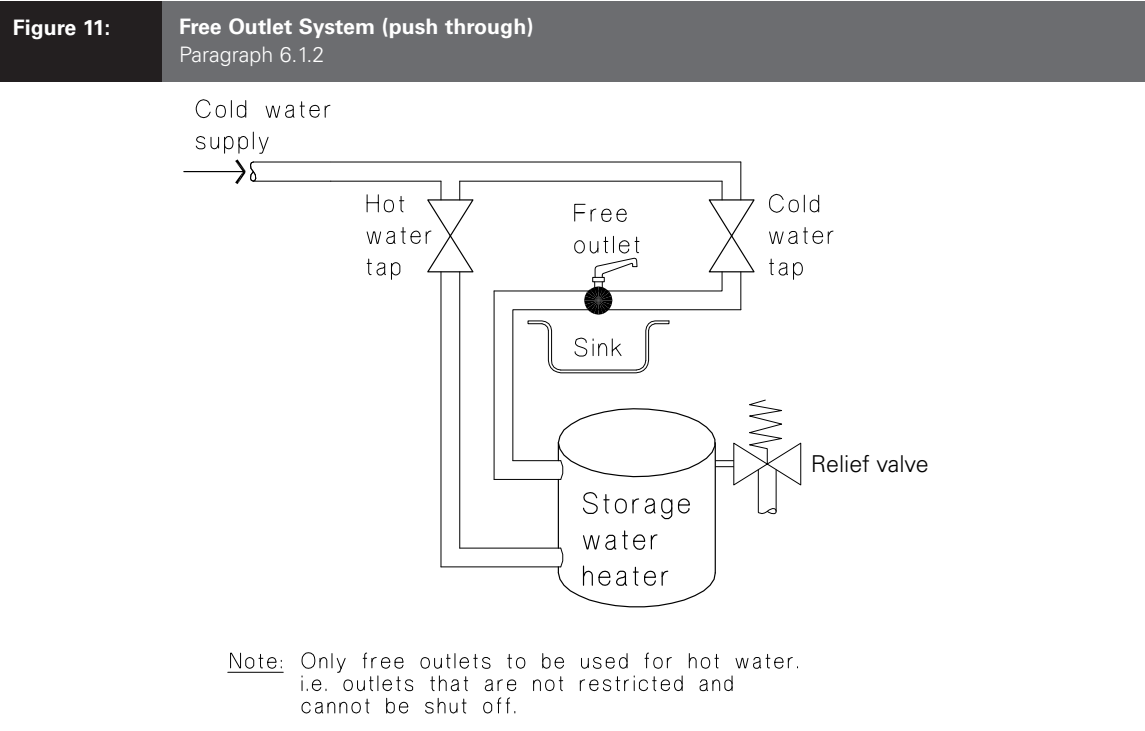 Figure 11:
Free Outlet System (push through)
Paragraph 6.1.2
Cold water
supply
Hot
water
tap
Free
outlet
Cold
water
tap
Sink
Relief valve
Storage
water
heater
Note: Only free outlets to be used for hot water.
i.e. outlets that are not restricted and
cannot be shut off.